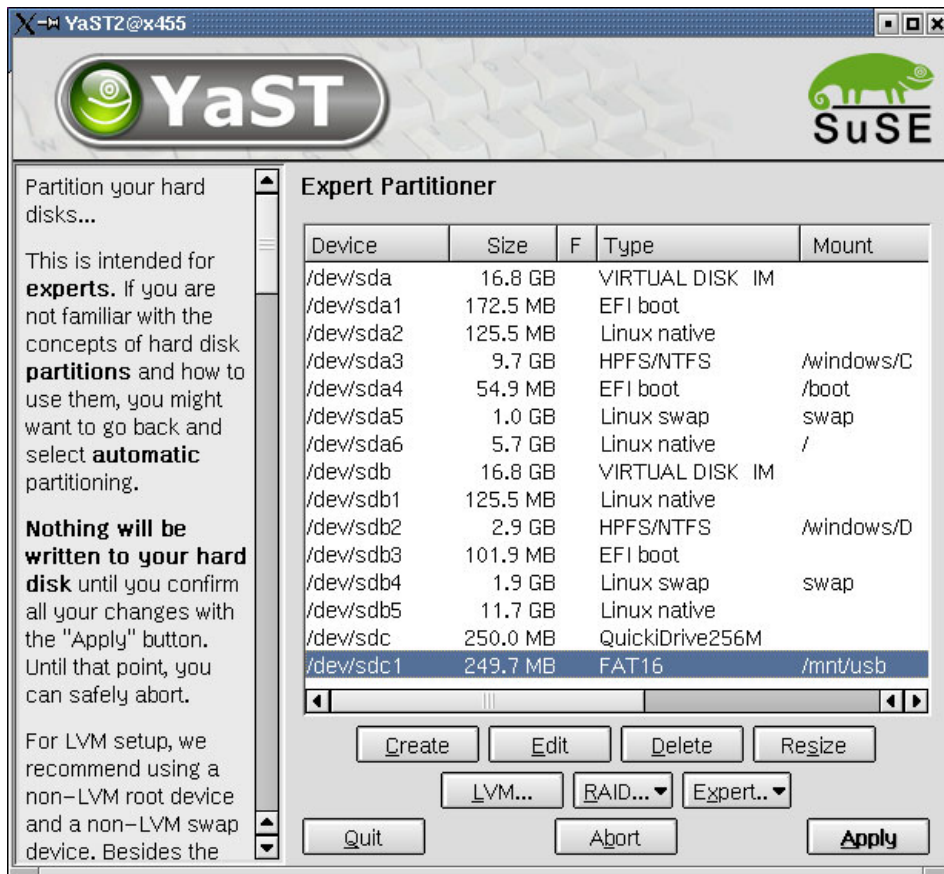 YaST2@x455
YaST
SuSE
Partition your hard
disks...
This is intended for
experts. If you are
not familiar with the
concepts of hard disk
partitions and how to
use them, you might
want to go back and
select automatic
partitioning.
Nothing will be
written to your hard
disk until you confirm
all your changes with
the "Apply" button.
Until that point, you
can safely abort.
For LVM setup, we
recommend using a
non-LVM root device
and a non-LVM swap
device. Besides the
Expert Partitioner
Device Size F Type Mount
/dev/sda 16.8 GB VIRTUAL DISK IM
/dev/sda1 172.5 MB EFI boot
/dev/sda2 125.5 MB Linux native
/dev/sda3 9.7 GB HPFS/NTFS /windows/C
/dev/sda4 54.9 MB EFI boot /boot
/dev/sda5 1.0 GB Linux swap swap
/dev/sda6 5.7 GB Linux native /
/dev/sdb 16.8 GB VIRTUAL DISK IM
/dev/sdb1 125.5 MB Linux native
/dev/sdb2 2.9 GB HPFS/NTFS /windows/D
/dev/sdb3 101.9 MB EFI boot
/dev/sdb4 1.9 GB Linux swap swap
/dev/sdb5 11.7 GB Linux native
/dev/sdc 250.0 MB QuickiDrive256M
/dev/sdc1 249.7 MB FAT16 /mnt/usb
Create Edit Delete Resize
LVM... RAID... Expert..
Quit Abort Apply